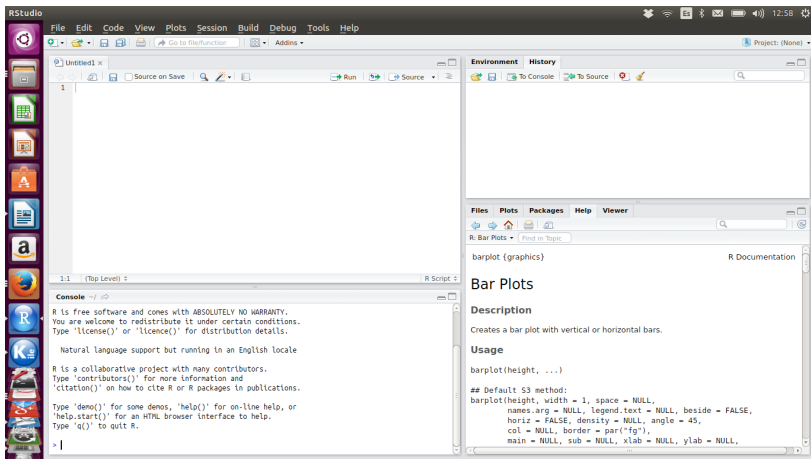 RStudio
Es
12:58
File Edit Code View Plots Session Build Debug Tools Help
Go to file/function
Addins
Project: (None)
Untitled1
Source on Save
Run
Source
1
1:1 (Top Level)
R Script
Console ~/
R is free software and comes with ABSOLUTELY NO WARRANTY.
You are welcome to redistribute it under certain conditions.
Type 'license()' or 'licence()' for distribution details.
Natural language support but running in an English locale
R is a collaborative project with many contributors.
Type 'contributors()' for more information and
'citation()' on how to cite R or R packages in publications.
Type 'demo()' for some demos, 'help()' for on-line help, or
'help.start()' for an HTML browser interface to help.
Type 'q()' to quit R.
>
Environment History
To Console To Source
Files Plots Packages Help Viewer
R: Bar Plots Find in Topic
barplot {graphics} R Documentation
Bar Plots
Description
Creates a bar plot with vertical or horizontal bars.
Usage
barplot(height, ...)
## Default S3 method:
barplot(height, width = 1, space = NULL,
names.arg = NULL, legend.text = NULL, beside = FALSE,
horiz = FALSE, density = NULL, angle = 45,
col = NULL, border = par("fg"),
main = NULL, sub = NULL, xlab = NULL, ylab = NULL,